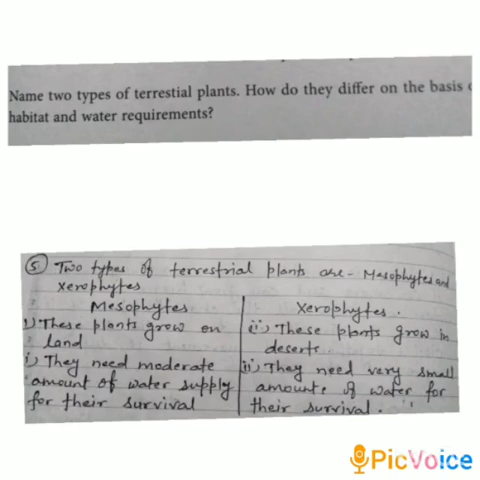 Name two types of terrestial plants. How do they differ on the basis
habitat and water requirements?
5 Two types of terrestrial plants are - Mesophytes and
xerophytes
Mesophytes
i) These plants grow on
land
i) They need moderate
amount of water supply
for their survival
Xerophytes.
ii) These plants grow in
deserts
ii) They need very small
amounts of water for
their survival.
PicVoice